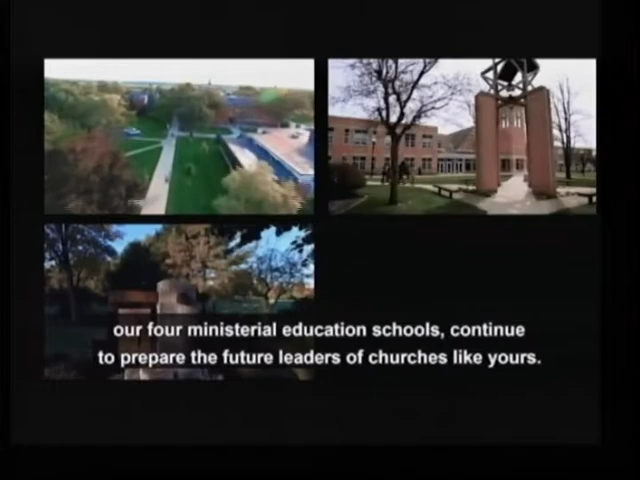 our four ministerial education schools, continue
to prepare the future leaders of churches like yours.